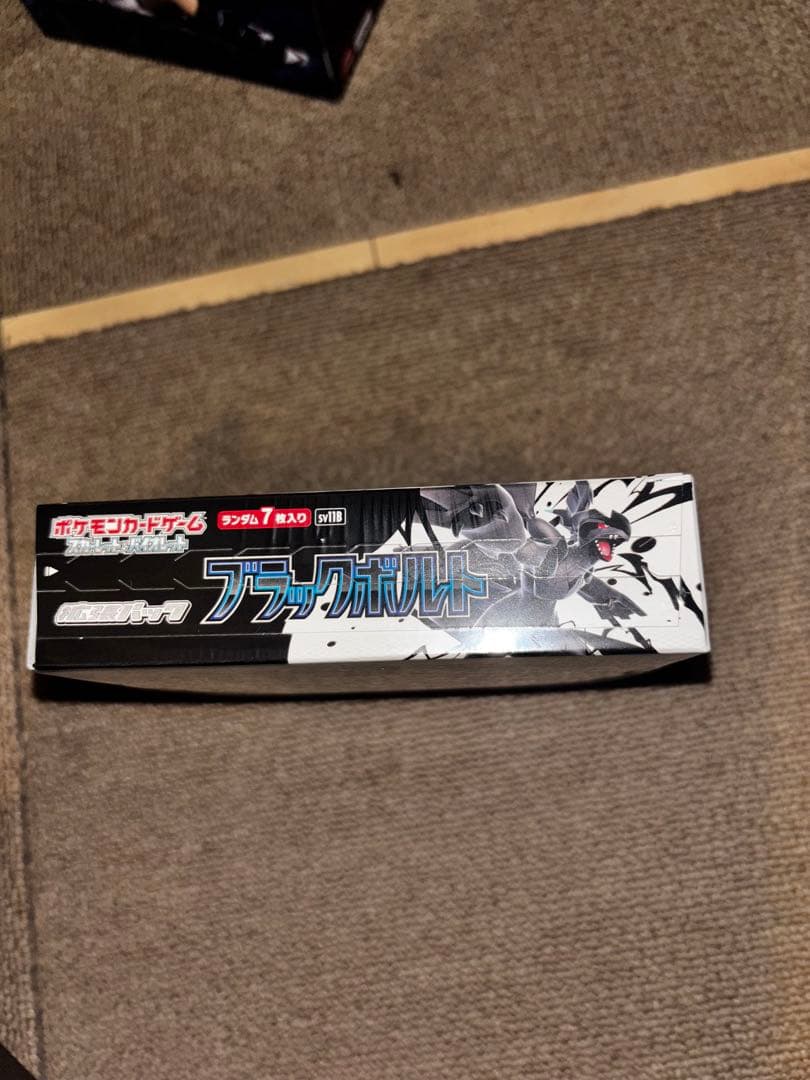 ポケモンカードゲーム
スカーレット&バイオレット
ランダム7枚入り
sv11B
拡張パック
ブラックボルト